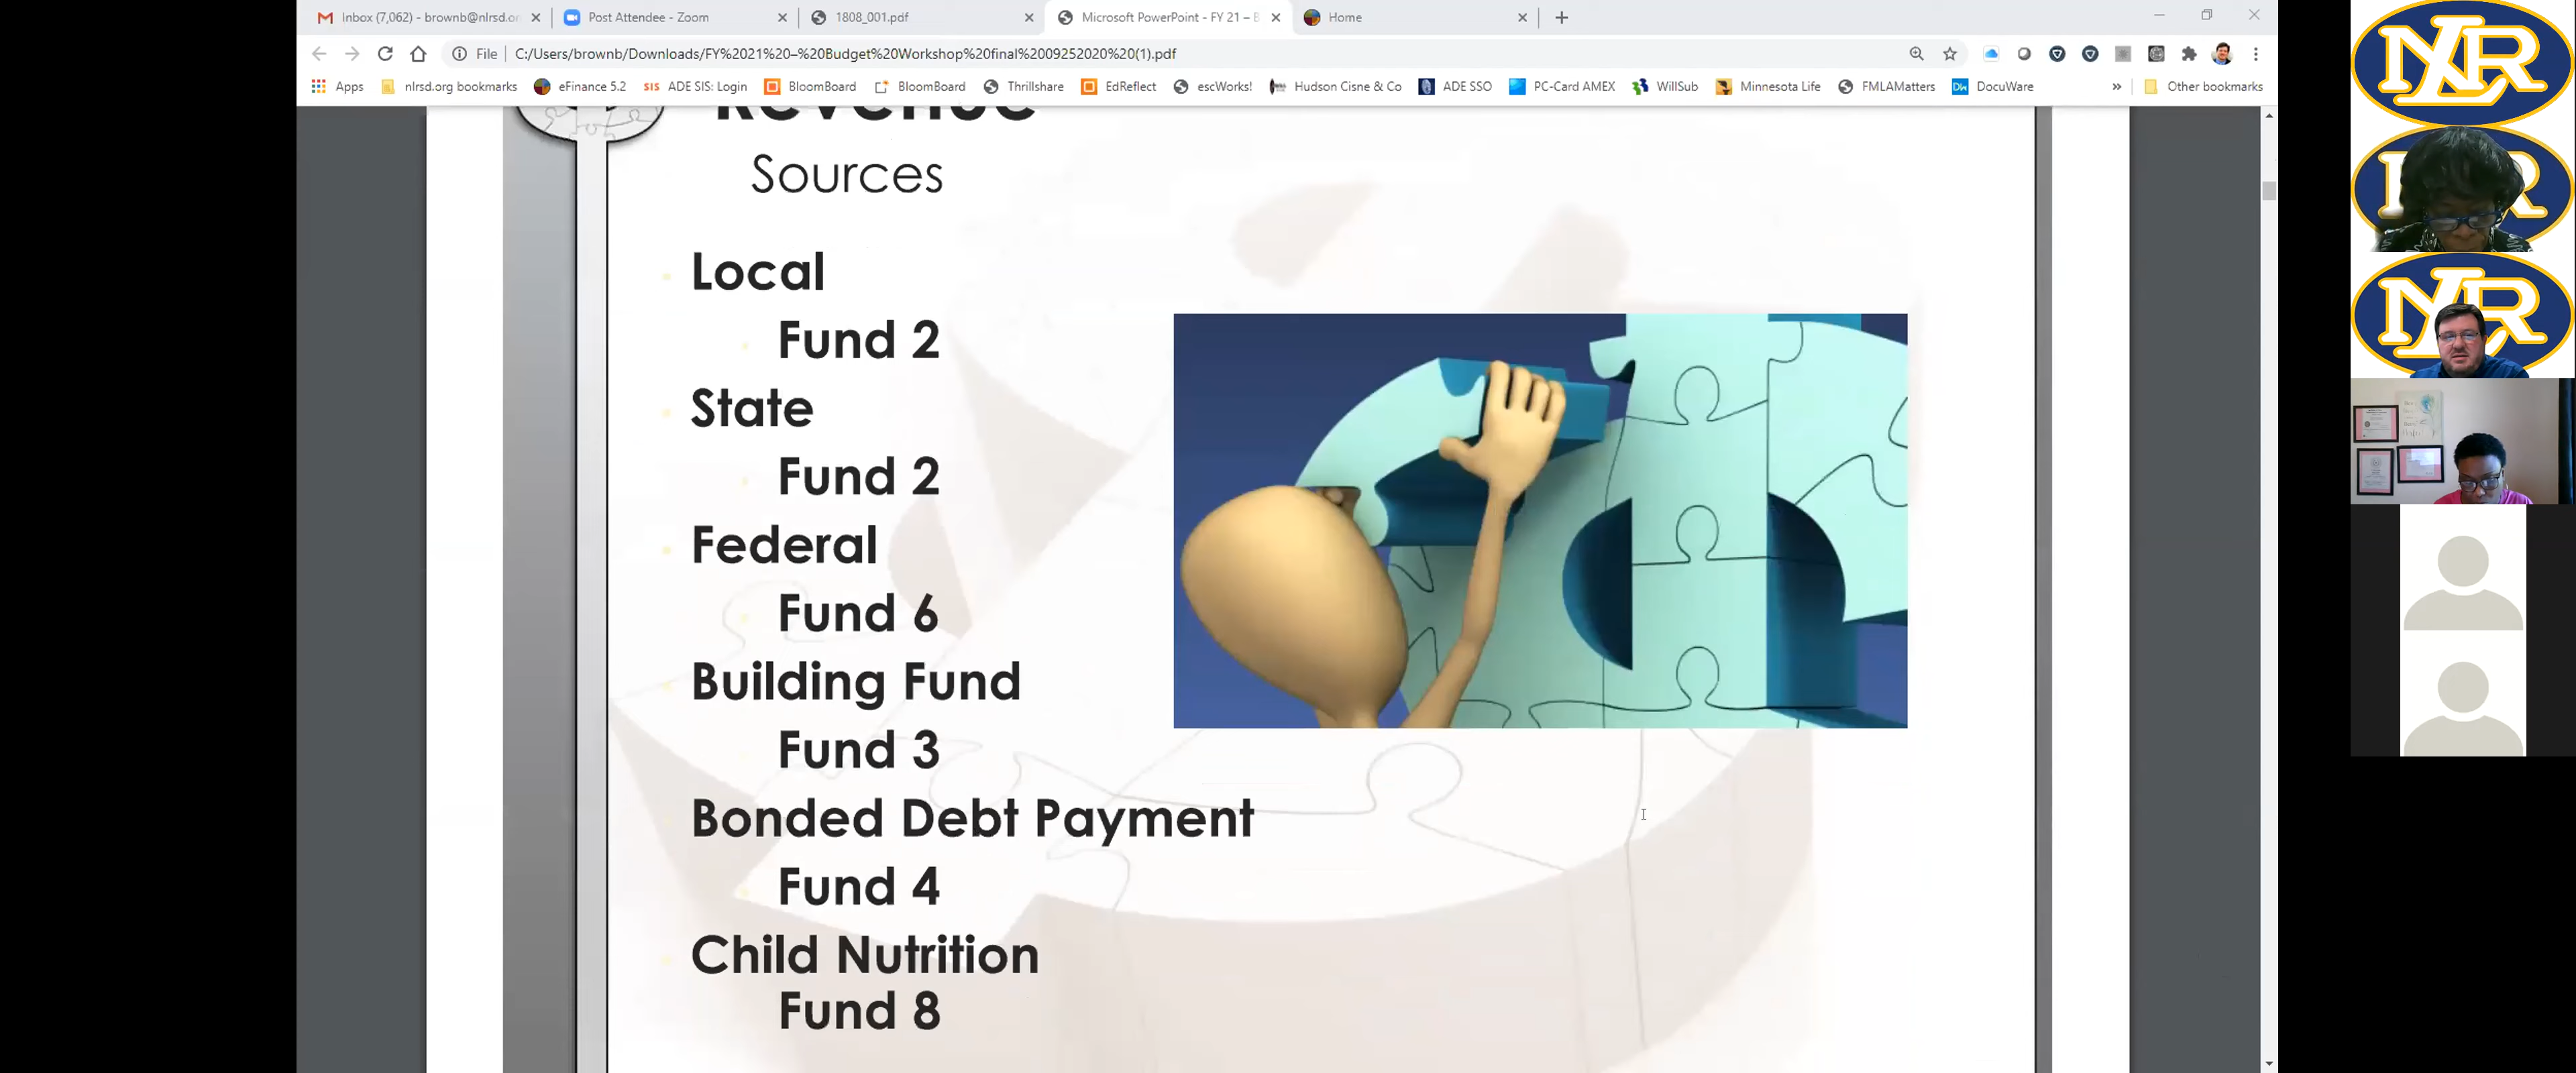 Inbox (7,062) - brownb@nlrsd.or
Post Attendee - Zoom
1808_001.pdf
Microsoft PowerPoint - FY 21 – B
Home
File
C:/Users/brownb/Downloads/FY%2021%20–%20Budget%20Workshop%20final%2009252020%20(1).pdf
Apps
nlrsd.org bookmarks
eFinance 5.2
SIS ADE SIS: Login
BloomBoard
BloomBoard
Thrillshare
EdReflect
escWorks!
Hudson Cisne & Co
ADE SSO
PC-Card AMEX
WillSub
Minnesota Life
FMLAMatters
Dw DocuWare
»
Other bookmarks
Revenue
Sources
Local
Fund 2
State
Fund 2
Federal
Fund 6
Building Fund
Fund 3
Bonded Debt Payment
Fund 4
Child Nutrition
Fund 8
NLR